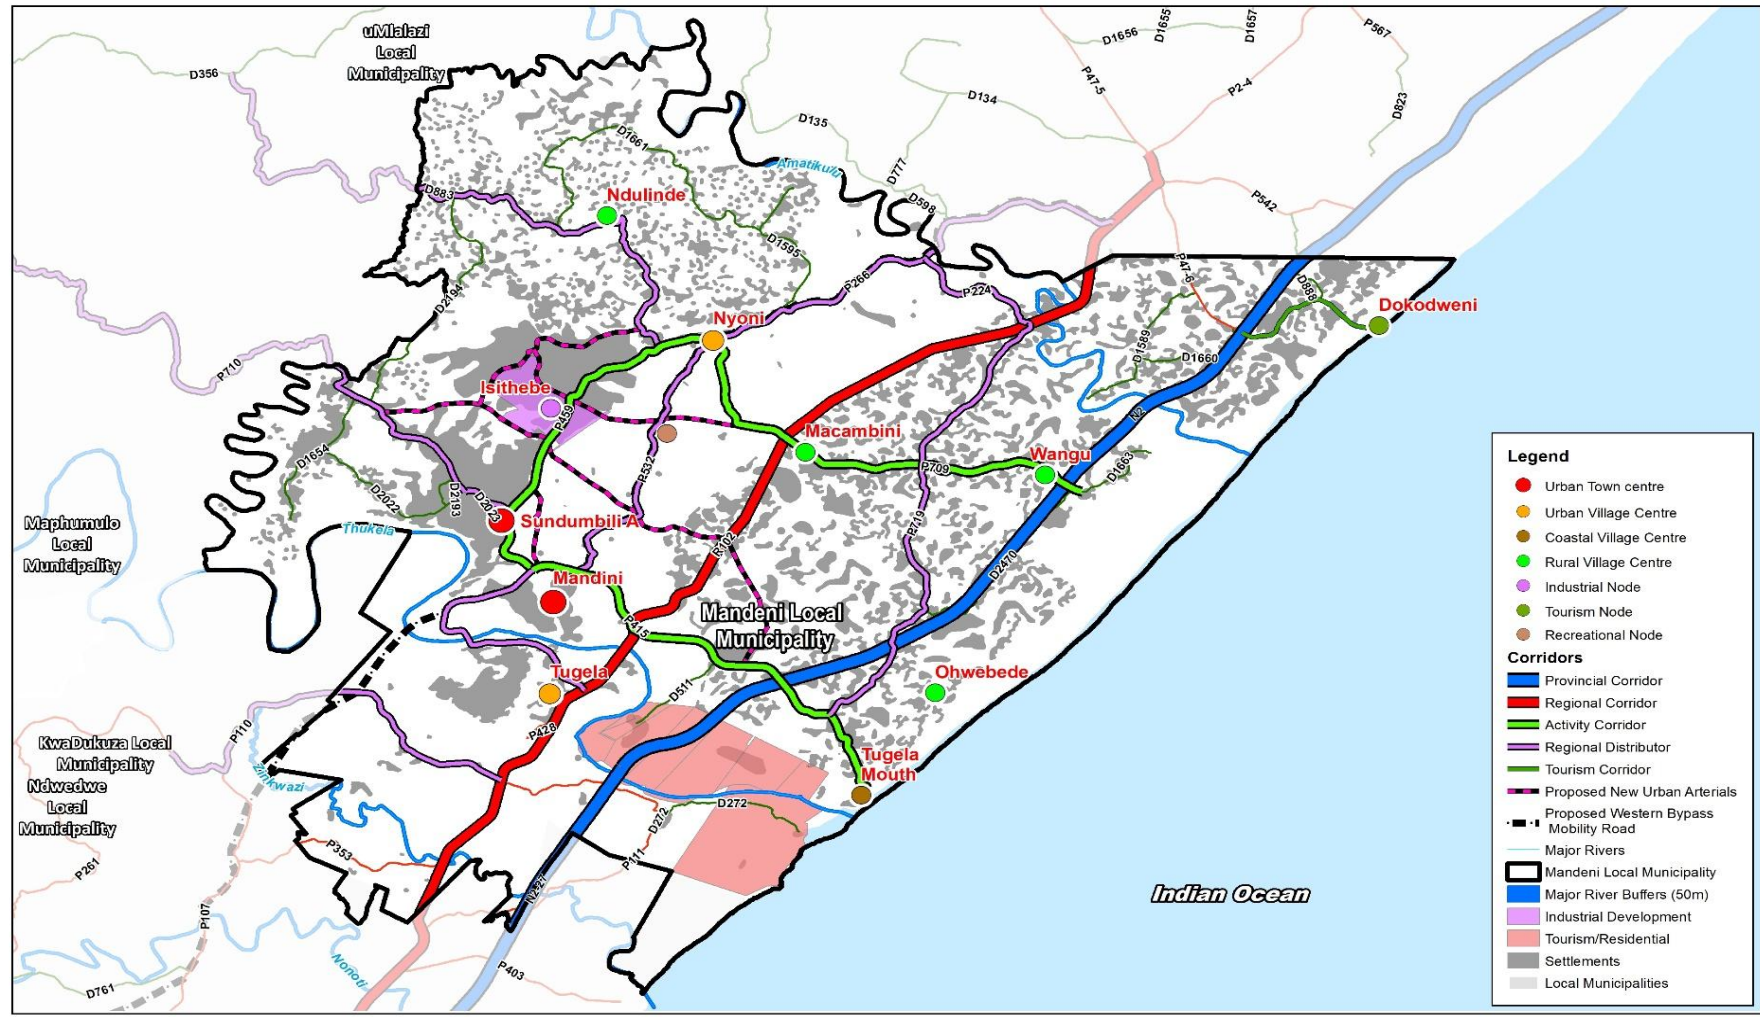 uMlalazi
Local
Municipality
D356
D1656
D1655
D1657
P567
P47-5
P2-4
D134
D823
D135
D1661
Amatikulu
D777
D883
Ndulinde
D598
P542
D1595
P47-6
P266
P224
D888
D2194
Dokodweni
Nyoni
D1589
D1660
P710
Isithebe
P459
N2
Macambini
Wangu
D1654
P532
P709
D1663
D2022
D2193
D2023
Maphumulo
Local
Municipality
Thukela
Sundumbili A
P719
R102
D2470
Mandini
Mandeni Local
Municipality
P415
Tugela
Ohwebede
D511
P110
P428
KwaDukuza Local
Municipality
Ndwedwe
Local
Municipality
Zinkwazi
Tugela
Mouth
D272
D272
P353
P111
P261
N2-27
Indian Ocean
P107
Nonoti
P403
D761
Legend
Urban Town centre
Urban Village Centre
Coastal Village Centre
Rural Village Centre
Industrial Node
Tourism Node
Recreational Node
Corridors
Provincial Corridor
Regional Corridor
Activity Corridor
Regional Distributor
Tourism Corridor
Proposed New Urban Arterials
Proposed Western Bypass
Mobility Road
Major Rivers
Mandeni Local Municipality
Major River Buffers (50m)
Industrial Development
Tourism/Residential
Settlements
Local Municipalities